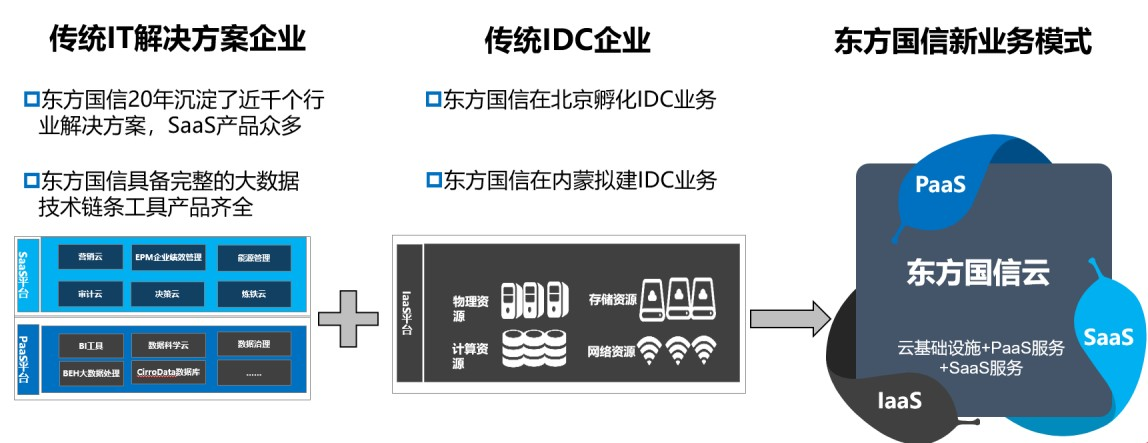 传统IT解决方案企业
东方国信20年沉淀了近千个行
业解决方案，SaaS产品众多
东方国信具备完整的大数据
技术链条工具产品齐全
SaaS平台
营销云
EPM企业绩效管理
能源管理
审计云
决策云
炼铁云
PaaS平台
BI工具
数据科学云
数据治理
BEH大数据处理
CirroData数据库
......
传统IDC企业
东方国信在北京孵化IDC业务
东方国信在内蒙拟建IDC业务
IaaS平台
物理资
源
存储资源
计算资
源
网络资源
东方国信新业务模式
PaaS
东方国信云
SaaS
云基础设施+PaaS服务
+SaaS服务
IaaS